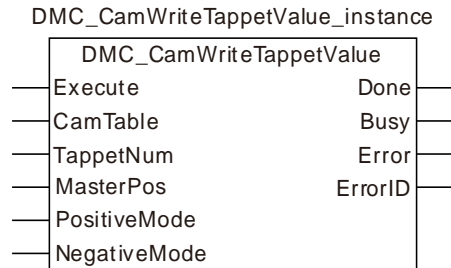 DMC_CamWriteTappetValue_instance
DMC_CamWriteTappetValue
Execute Done
CamTable Busy
TappetNum Error
MasterPos ErrorID
PositiveMode
NegativeMode